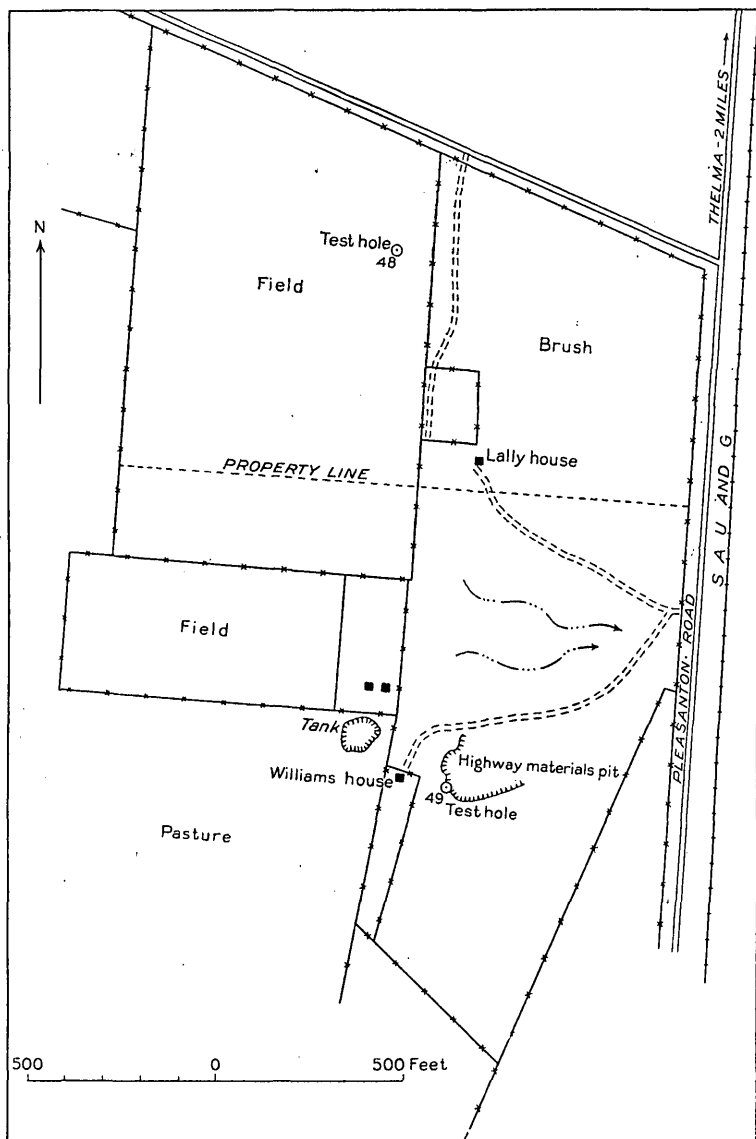 THELMA-2 MILES
N
Test hole
48
Field
Brush
Lally house
PROPERTY LINE
S A U AND G
Field
PLEASANTON ROAD
Tank
Highway materials pit
Williams house
49
Test hole
Pasture
500 0 500 Feet